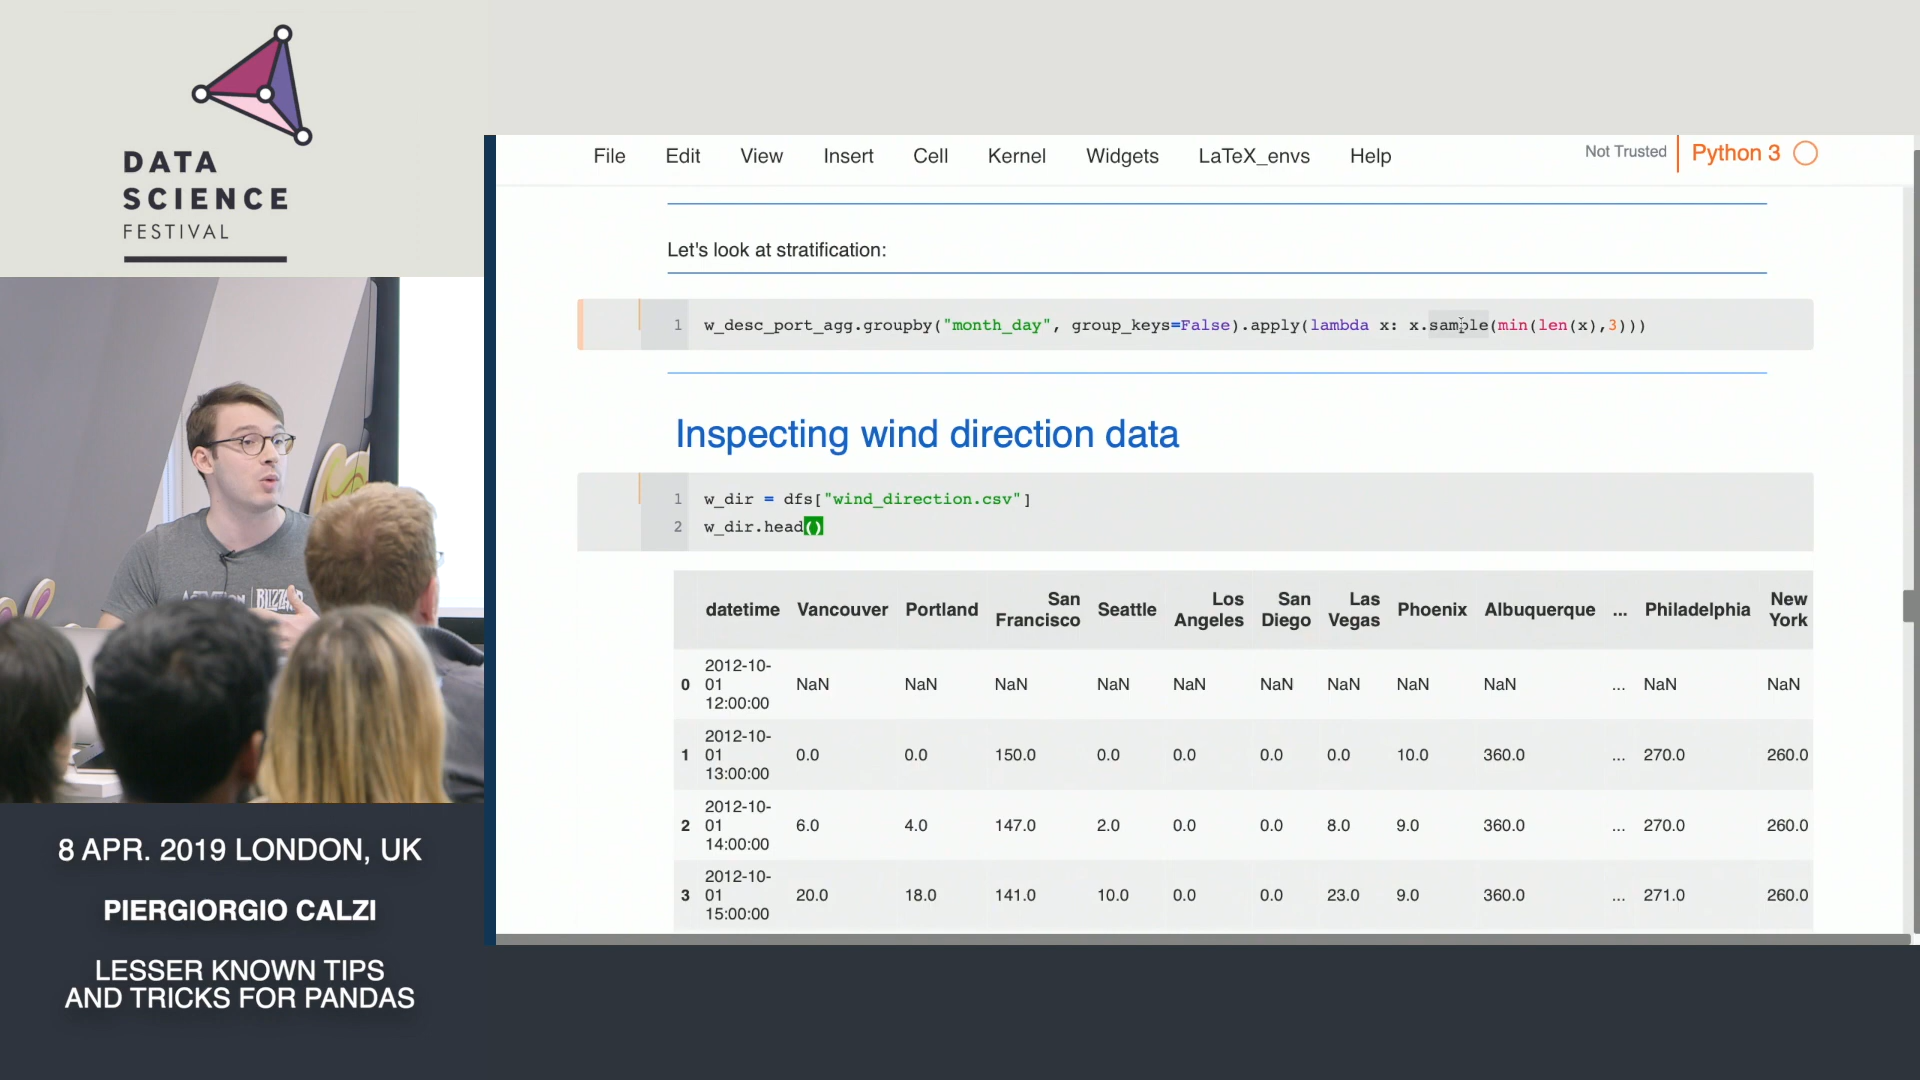 DATA
SCIENCE
FESTIVAL
BLIZZ
8 APR. 2019 LONDON, UK
PIERGIORGIO CALZI
LESSER KNOWN TIPS
AND TRICKS FOR PANDAS
File Edit View Insert Cell Kernel Widgets LaTeX_envs Help Not Trusted Python 3
Let's look at stratification:
1 w_desc_port_agg.groupby("month_day", group_keys=False).apply(lambda x: x.sample(min(len(x),3)))
Inspecting wind direction data
1 w_dir = dfs["wind_direction.csv"]
2 w_dir.head()
datetime Vancouver Portland San Francisco Seattle Los Angeles San Diego Las Vegas Phoenix Albuquerque ... Philadelphia New York
0 2012-10-01 12:00:00 NaN NaN NaN NaN NaN NaN NaN NaN NaN ... NaN NaN
1 2012-10-01 13:00:00 0.0 0.0 150.0 0.0 0.0 0.0 0.0 10.0 360.0 ... 270.0 260.0
2 2012-10-01 14:00:00 6.0 4.0 147.0 2.0 0.0 0.0 8.0 9.0 360.0 ... 270.0 260.0
3 2012-10-01 15:00:00 20.0 18.0 141.0 10.0 0.0 0.0 23.0 9.0 360.0 ... 271.0 260.0